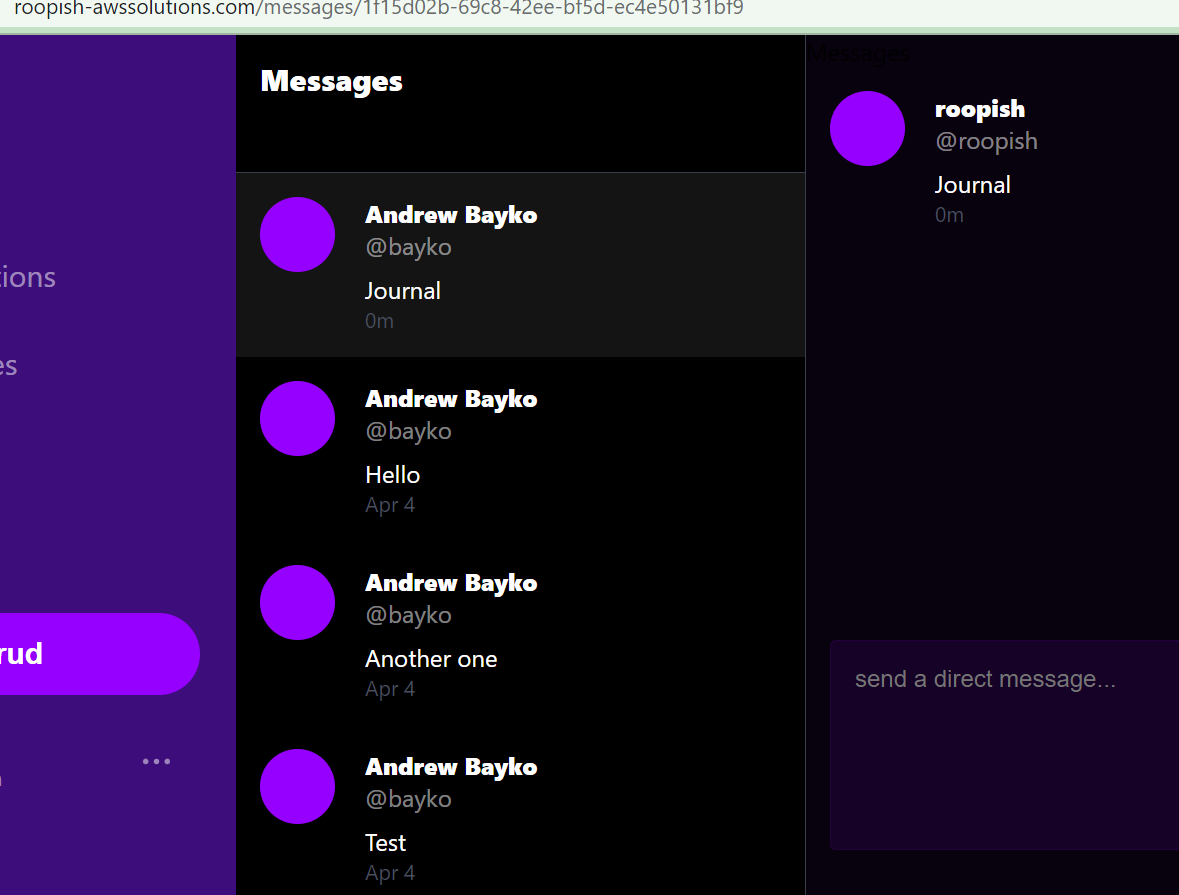 roopish-awssolutions.com/messages/1f15d02b-69c8-42ee-bf5d-ec4e50131bf9
tions
es
rud
Messages
Andrew Bayko
@bayko
Journal
0m
Andrew Bayko
@bayko
Hello
Apr 4
Andrew Bayko
@bayko
Another one
Apr 4
Andrew Bayko
@bayko
Test
Apr 4
Messages
roopish
@roopish
Journal
0m
send a direct message...